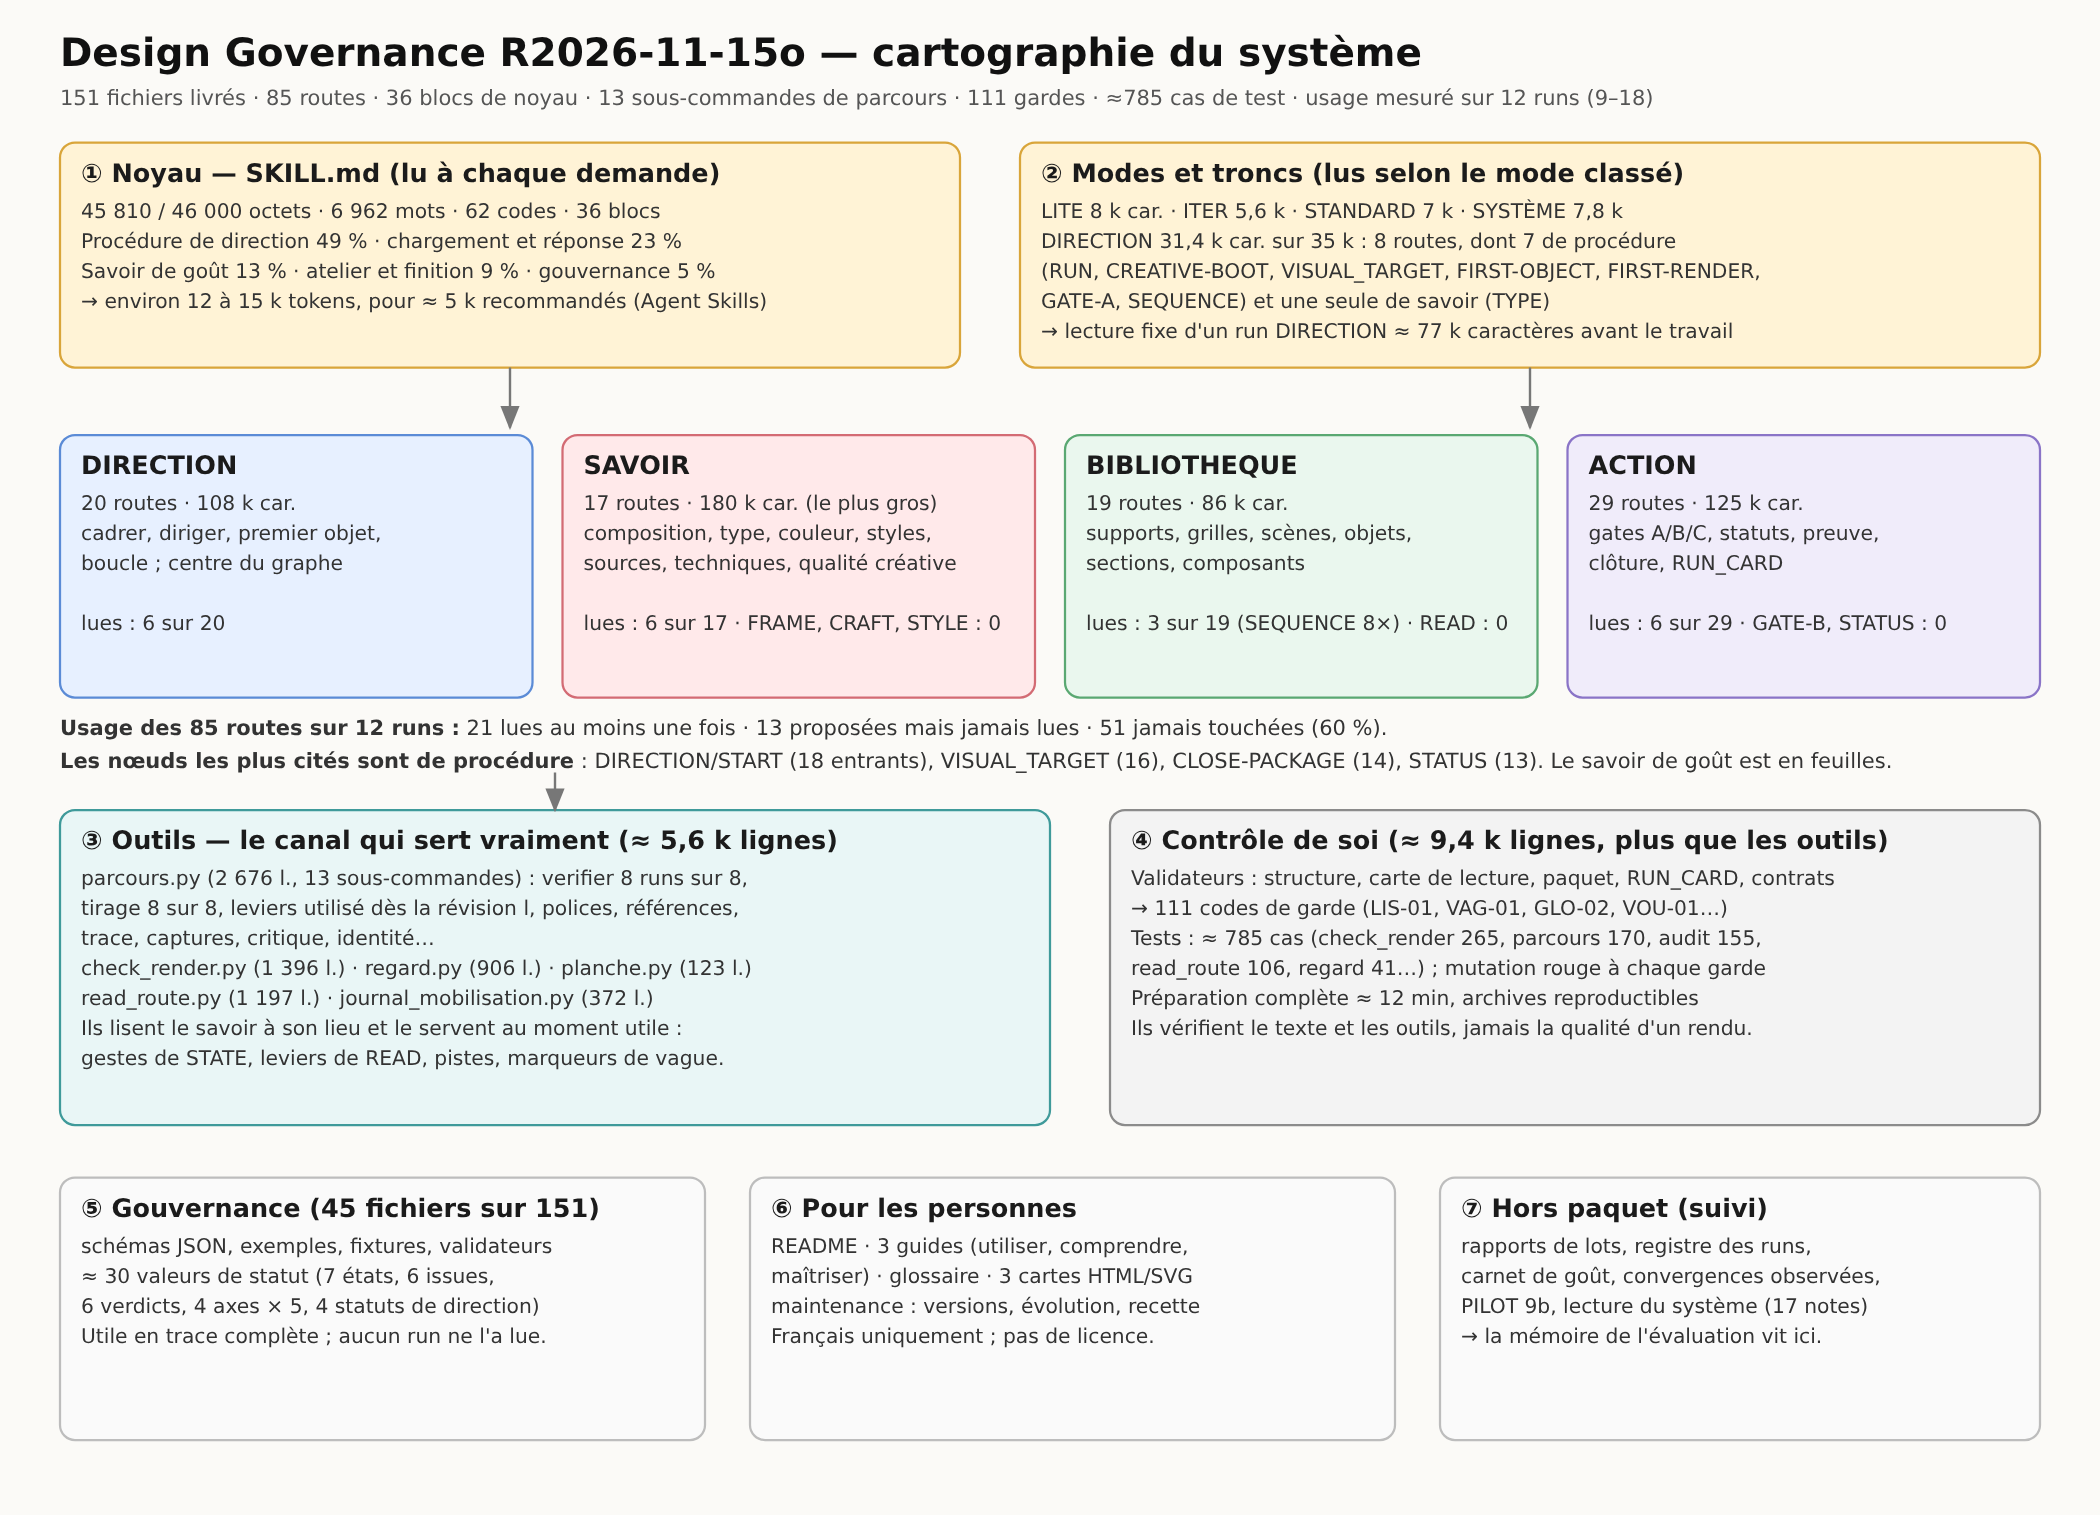 Design Governance R2026-11-15o — cartographie du système
151 fichiers livrés · 85 routes · 36 blocs de noyau · 13 sous-commandes de parcours · 111 gardes · ≈785 cas de test · usage mesuré sur 12 runs (9–18)
① Noyau — SKILL.md (lu à chaque demande)
45 810 / 46 000 octets · 6 962 mots · 62 codes · 36 blocs
Procédure de direction 49 % · chargement et réponse 23 %
Savoir de goût 13 % · atelier et finition 9 % · gouvernance 5 %
→ environ 12 à 15 k tokens, pour ≈ 5 k recommandés (Agent Skills)
② Modes et troncs (lus selon le mode classé)
LITE 8 k car. · ITER 5,6 k · STANDARD 7 k · SYSTÈME 7,8 k
DIRECTION 31,4 k car. sur 35 k : 8 routes, dont 7 de procédure
(RUN, CREATIVE-BOOT, VISUAL_TARGET, FIRST-OBJECT, FIRST-RENDER,
GATE-A, SEQUENCE) et une seule de savoir (TYPE)
→ lecture fixe d'un run DIRECTION ≈ 77 k caractères avant le travail
DIRECTION
20 routes · 108 k car.
cadrer, diriger, premier objet,
boucle ; centre du graphe
lues : 6 sur 20
SAVOIR
17 routes · 180 k car. (le plus gros)
composition, type, couleur, styles,
sources, techniques, qualité créative
lues : 6 sur 17 · FRAME, CRAFT, STYLE : 0
BIBLIOTHEQUE
19 routes · 86 k car.
supports, grilles, scènes, objets,
sections, composants
lues : 3 sur 19 (SEQUENCE 8×) · READ : 0
ACTION
29 routes · 125 k car.
gates A/B/C, statuts, preuve,
clôture, RUN_CARD
lues : 6 sur 29 · GATE-B, STATUS : 0
Usage des 85 routes sur 12 runs : 21 lues au moins une fois · 13 proposées mais jamais lues · 51 jamais touchées (60 %).
Les nœuds les plus cités sont de procédure : DIRECTION/START (18 entrants), VISUAL_TARGET (16), CLOSE-PACKAGE (14), STATUS (13). Le savoir de goût est en feuilles.
③ Outils — le canal qui sert vraiment (≈ 5,6 k lignes)
parcours.py (2 676 l., 13 sous-commandes) : verifier 8 runs sur 8,
tirage 8 sur 8, leviers utilisé dès la révision l, polices, références,
trace, captures, critique, identité…
check_render.py (1 396 l.) · regard.py (906 l.) · planche.py (123 l.)
read_route.py (1 197 l.) · journal_mobilisation.py (372 l.)
Ils lisent le savoir à son lieu et le servent au moment utile :
gestes de STATE, leviers de READ, pistes, marqueurs de vague.
④ Contrôle de soi (≈ 9,4 k lignes, plus que les outils)
Validateurs : structure, carte de lecture, paquet, RUN_CARD, contrats
→ 111 codes de garde (LIS-01, VAG-01, GLO-02, VOU-01…)
Tests : ≈ 785 cas (check_render 265, parcours 170, audit 155,
read_route 106, regard 41…) ; mutation rouge à chaque garde
Préparation complète ≈ 12 min, archives reproductibles
Ils vérifient le texte et les outils, jamais la qualité d'un rendu.
⑤ Gouvernance (45 fichiers sur 151)
schémas JSON, exemples, fixtures, validateurs
≈ 30 valeurs de statut (7 états, 6 issues,
6 verdicts, 4 axes × 5, 4 statuts de direction)
Utile en trace complète ; aucun run ne l'a lue.
⑥ Pour les personnes
README · 3 guides (utiliser, comprendre,
maîtriser) · glossaire · 3 cartes HTML/SVG
maintenance : versions, évolution, recette
Français uniquement ; pas de licence.
⑦ Hors paquet (suivi)
rapports de lots, registre des runs,
carnet de goût, convergences observées,
PILOT 9b, lecture du système (17 notes)
→ la mémoire de l'évaluation vit ici.